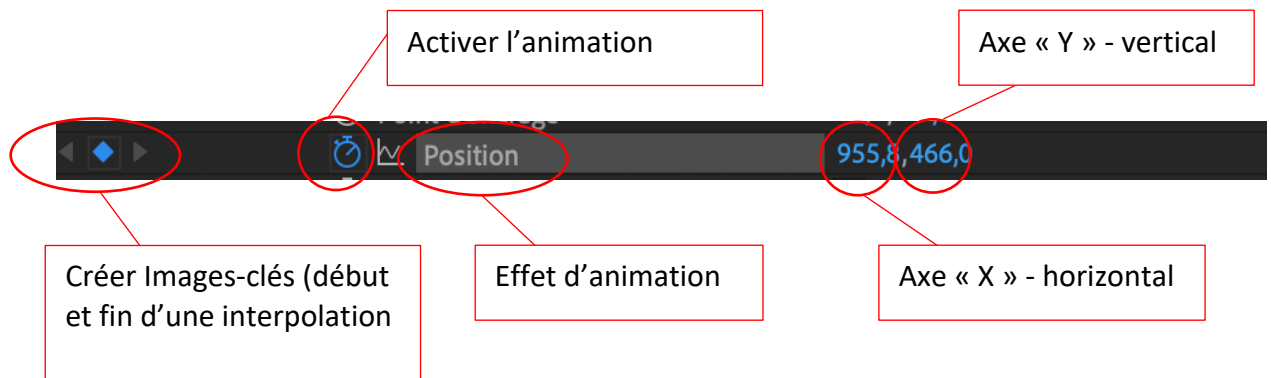 Activer l'animation
Axe « Y » - vertical
Position
955,8,466,0
Créer Images-clés (début
et fin d'une interpolation
Effet d'animation
Axe « X » - horizontal